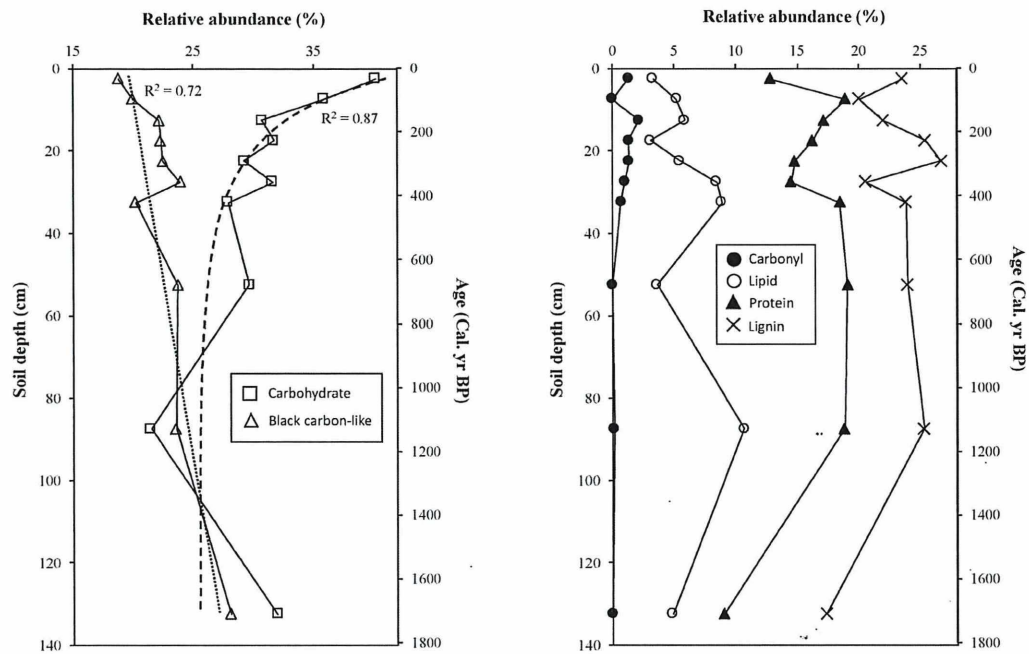 Relative abundance (%)
15 25 35
0
20
40
60
80
100
120
140
Soil depth (cm)
R² = 0.72
R² = 0.87
Carbohydrate
Black carbon-like
0
200
400
600
800
1000
1200
1400
1600
1800
Age (Cal. yr BP)
Relative abundance (%)
0 5 10 15 20 25
0
20
40
60
80
100
120
140
Soil depth (cm)
Carbonyl
Lipid
Protein
Lignin
0
200
400
600
800
1000
1200
1400
1600
1800
Age (Cal. yr BP)